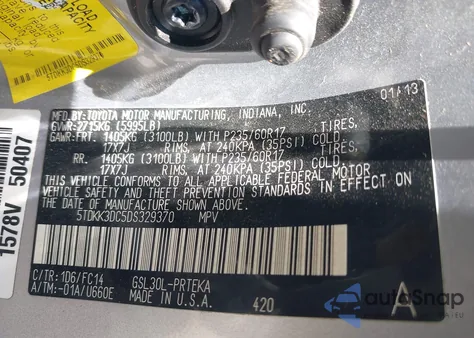 LOAD
MFD.BY:TOYOTA MOTOR MANUFACTURING, INDIANA, INC. 01/13
GVWR:2715KG (5995LB)
GAWR:FRT. 1405KG (3100LB) WITH P235/60R17 TIRES,
17X7J RIMS, AT 240KPA (35PSI) COLD
RR. 1405KG (3100LB) WITH P235/60R17 TIRES,
17X7J RIMS, AT 240KPA (35PSI) COLD
THIS VEHICLE CONFORMS TO ALL APPLICABLE FEDERAL MOTOR
VEHICLE SAFETY, BUMPER, AND THEFT PREVENTION
STANDARDS IN EFFECT ON THE DATE OF
MANUFACTURE SHOWN ABOVE.
5TDKK3DC5DS329370 MPV
C/TR:1D6/FC14 GSL30L-PRTEKA
A/TM:-01A/U660E MADE IN U.S.A. 420 A
1578V 50407
autoSnap